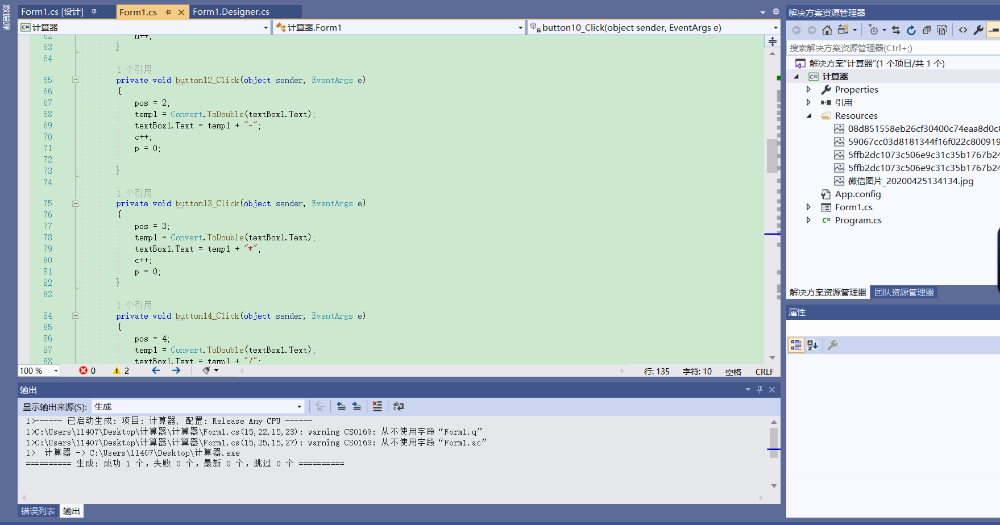 数据源
Form1.cs [设计]
Form1.cs
Form1.Designer.cs
C# 计算器
计算器.Form1
button10_Click(object sender, EventArgs e)
62 n++;
63 }
64
1 个引用
65 private void button12_Click(object sender, EventArgs e)
66 {
67 pos = 2;
68 temp1 = Convert.ToDouble(textBox1.Text);
69 textBox1.Text = temp1 + "-";
70 c++;
71 p = 0;
72
73 }
74
1 个引用
75 private void button13_Click(object sender, EventArgs e)
76 {
77 pos = 3;
78 temp1 = Convert.ToDouble(textBox1.Text);
79 textBox1.Text = temp1 + "*";
80 c++;
81 p = 0;
82 }
83
1 个引用
84 private void button14_Click(object sender, EventArgs e)
85 {
86 pos = 4;
87 temp1 = Convert.ToDouble(textBox1.Text);
88 textBox1.Text = temp1 + "/";
100 %
0
2
行: 135
字符: 10
空格
CRLF
输出
显示输出来源(S): 生成
1>------ 已启动生成: 项目: 计算器, 配置: Release Any CPU ------
1>C:\Users\11407\Desktop\计算器\计算器\Form1.cs(15,22,15,23): warning CS0169: 从不使用字段“Form1.q”
1>C:\Users\11407\Desktop\计算器\计算器\Form1.cs(15,25,15,27): warning CS0169: 从不使用字段“Form1.ac”
1>  计算器 -> C:\Users\11407\Desktop\计算器.exe
========== 生成: 成功 1 个，失败 0 个，最新 0 个，跳过 0 个 ==========
错误列表
输出
解决方案资源管理器
搜索解决方案资源管理器(Ctrl+;)
解决方案"计算器"(1 个项目/共 1 个)
C# 计算器
Properties
引用
Resources
08d851558eb26cf30400c74eaa8d0c8
59067cc03d8181344f16f022c800919
5ffb2dc1073c506e9c31c35b1767b24
5ffb2dc1073c506e9c31c35b1767b24
微信图片_20200425134134.jpg
App.config
Form1.cs
C# Program.cs
解决方案资源管理器
团队资源管理器
属性